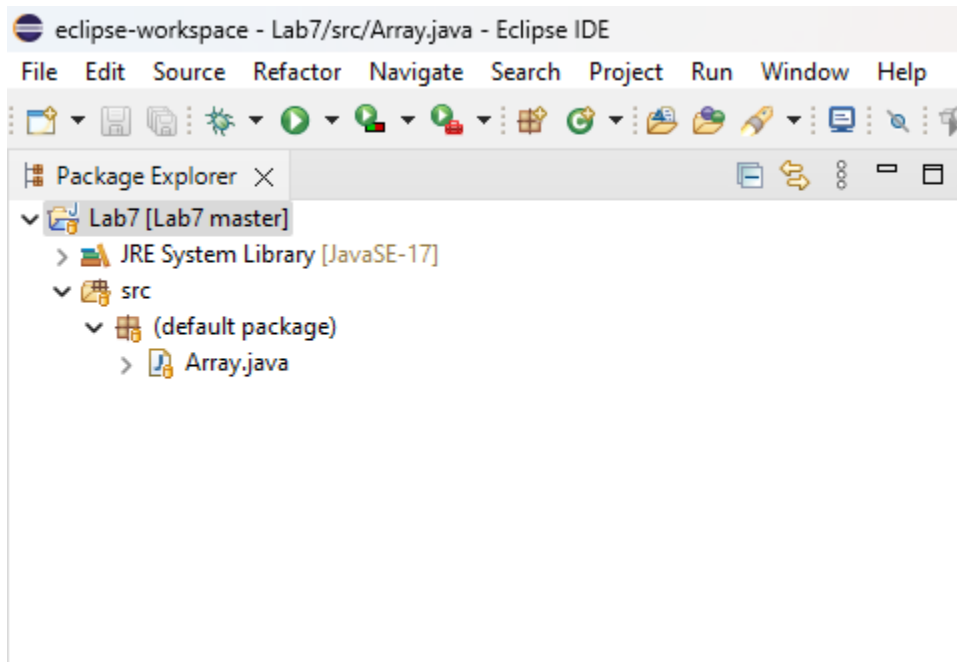 eclipse-workspace - Lab7/src/Array.java - Eclipse IDE
File Edit Source Refactor Navigate Search Project Run Window Help
Package Explorer
Lab7 [Lab7 master]
JRE System Library [JavaSE-17]
src
(default package)
Array.java